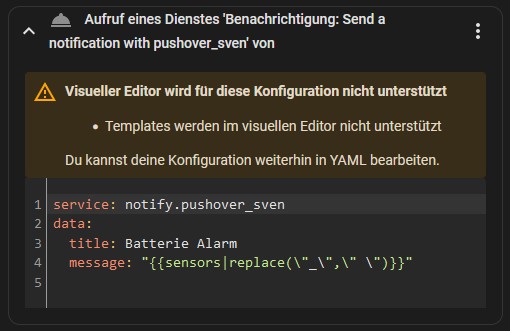 Aufruf eines Dienstes 'Benachrichtigung: Send a
notification with pushover_sven' von
Visueller Editor wird für diese Konfiguration nicht unterstützt
• Templates werden im visuellen Editor nicht unterstützt
Du kannst deine Konfiguration weiterhin in YAML bearbeiten.
1 service: notify.pushover_sven
2 data:
3   title: Batterie Alarm
4   message: "{{sensors|replace(\"_\",\" \")}}"
5